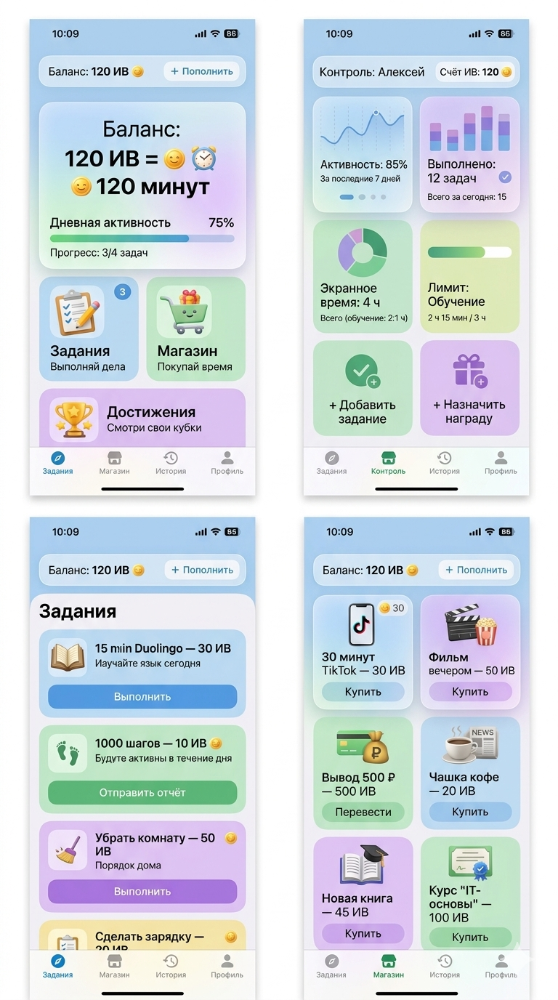 10:09
B6
Баланс: 120 ИВ
+ Пополнить
Баланс:
120 ИВ =
120 минут
Дневная активность 75%
Прогресс: 3/4 задач
3
Задания
Выполняй дела
Магазин
Покупай время
Достижения
Смотри свои кубки
Задания
Магазин
История
Профиль
10:09
B6
Контроль: Алексей
Счёт ИВ: 120
Активность: 85%
За последние 7 дней
Выполнено:
12 задач
Всего за сегодня: 15
Экранное
время: 4 ч
Всего (обучение: 2:1 ч)
Лимит:
Обучение
2 ч 15 мин / 3 ч
+ Добавить
задание
+ Назначить
награду
Задания
Контроль
История
Профиль
10:09
B5
Баланс: 120 ИВ
+ Пополнить
Задания
15 min Duolingo — 30 ИВ
Иаучайте язык сегодня
Выполнить
1000 шагов — 10 ИВ
Будуте активны в течение дня
Отправить отчёт
Убрать комнату — 50
ИВ
Порядок дома
Выполнить
Сделать зарядку —
20 ИВ
Задания
Магазин
История
Профиль
10:09
B6
Баланс: 120 ИВ
+ Пополнить
30
30 минут
TikTok — 30 ИВ
Купить
Фильм
вечером — 50 ИВ
Купить
₽
Вывод 500 ₽
— 500 ИВ
Перевести
NEWS
Чашка кофе
— 20 ИВ
Купить
Новая книга
— 45 ИВ
Купить
Курс "IT-
основы" —
100 ИВ
Купить
Задания
Магазин
История
Профиль